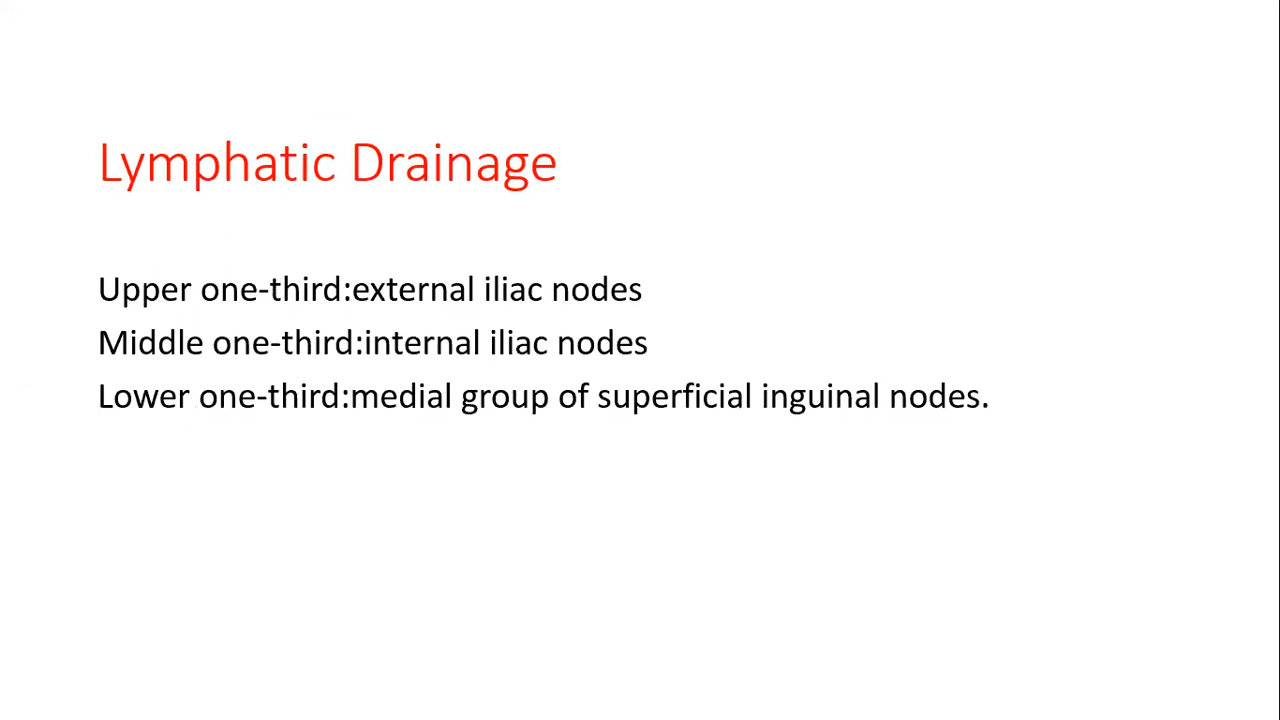 Lymphatic Drainage
Upper one-third:external iliac nodes
Middle one-third:internal iliac nodes
Lower one-third:medial group of superficial inguinal nodes.